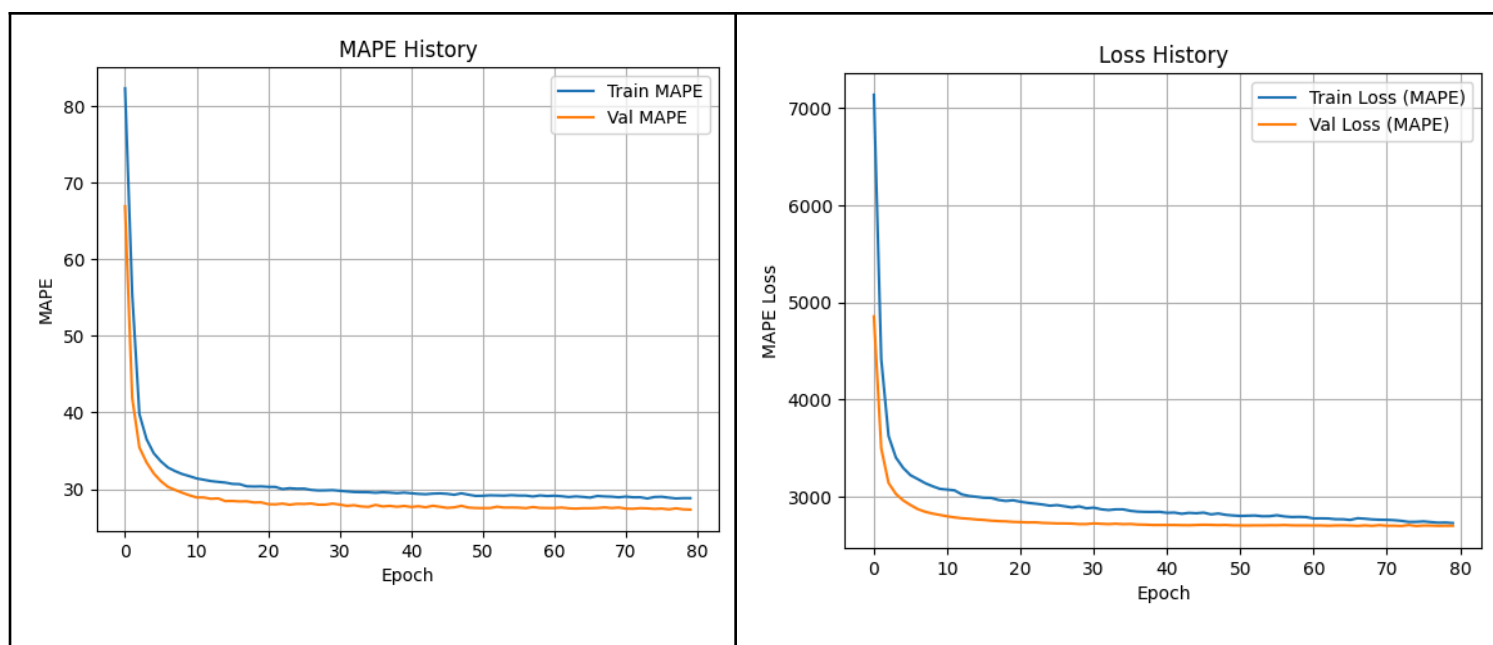 MAPE History
Train MAPE
Val MAPE
80
70
60
50
40
30
MAPE
0 10 20 30 40 50 60 70 80
Epoch
Loss History
Train Loss (MAPE)
Val Loss (MAPE)
7000
6000
5000
4000
3000
MAPE Loss
0 10 20 30 40 50 60 70 80
Epoch